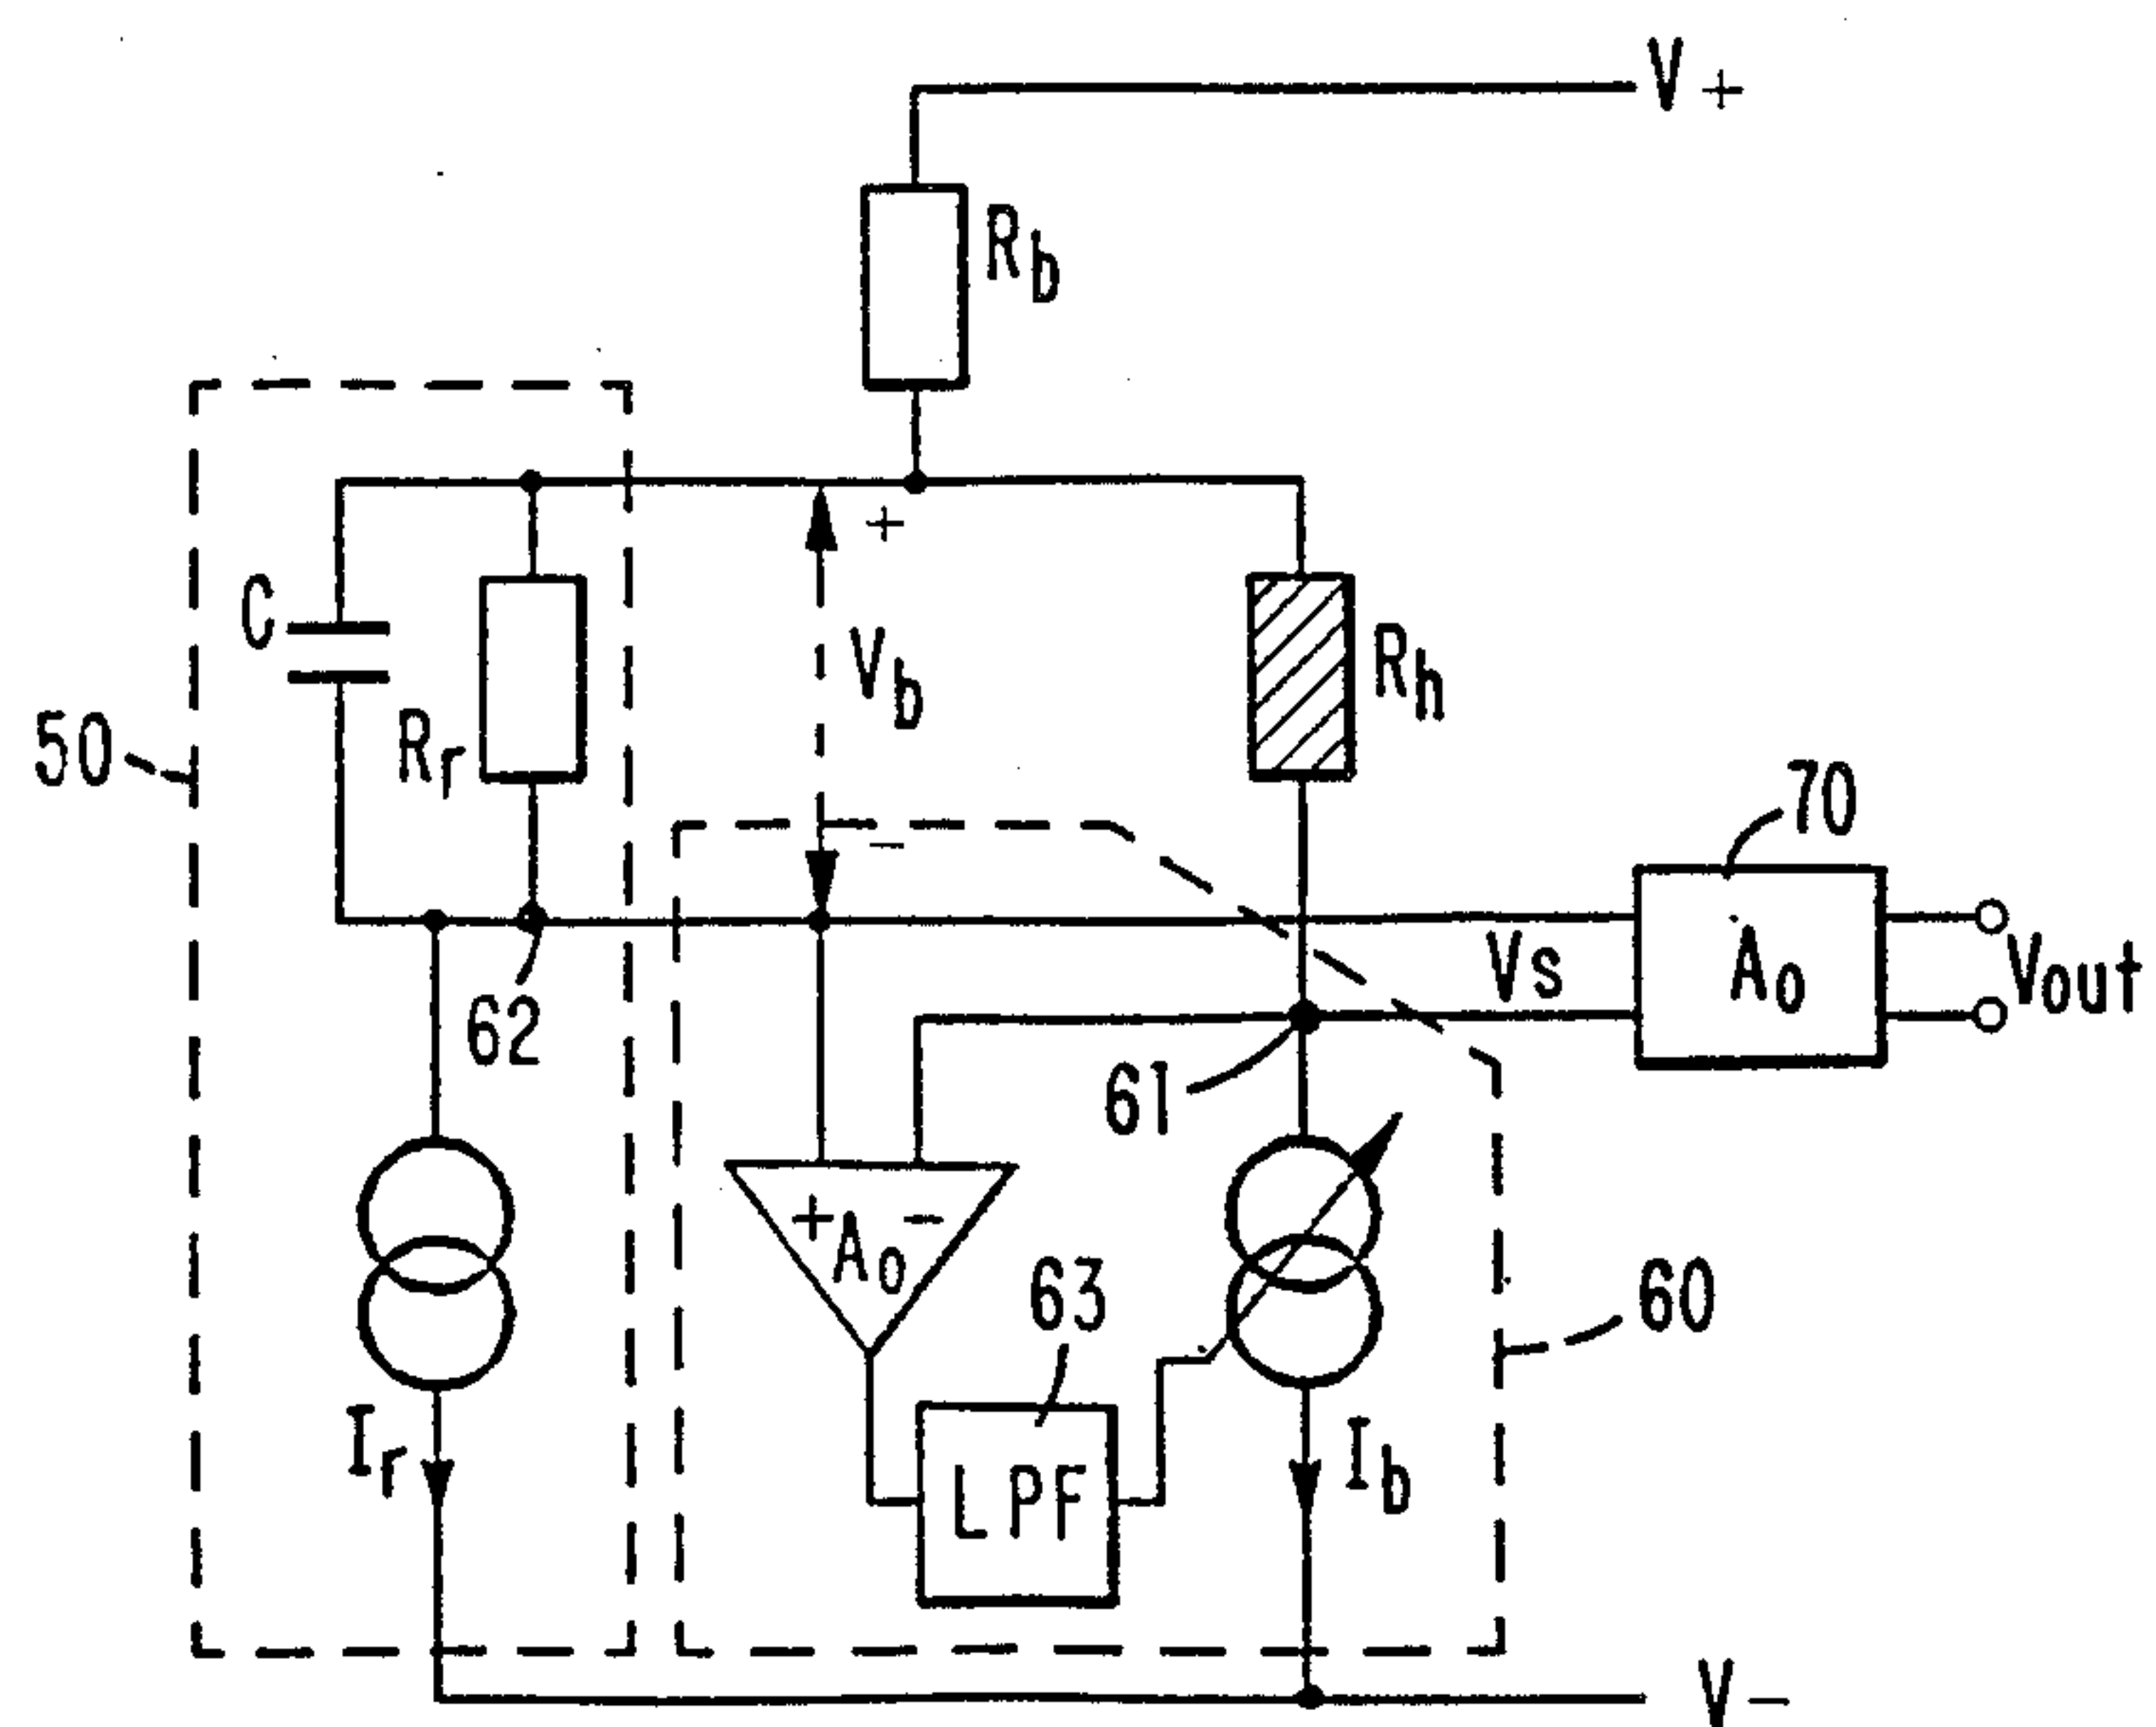 V+
Rb
+
C
Rr
Vb
Rh
50
−
70
62
Vs
Ao
Vout
61
+ Ao −
63
60
Ir
LPF
Ib
V−